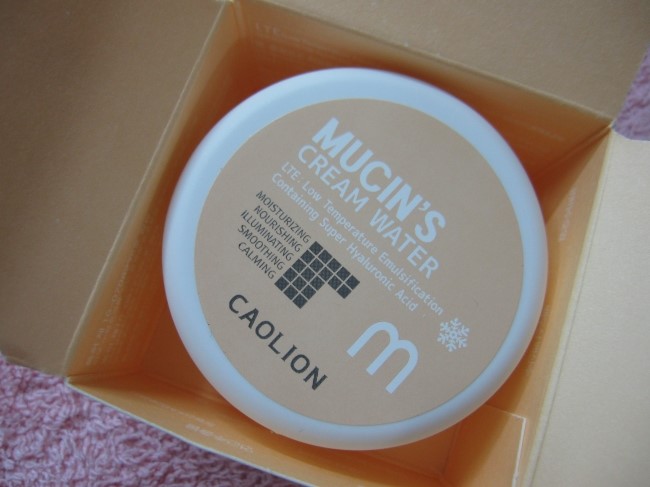 MUCIN'S
CREAM WATER
LTE: Low Temperature Emulsification
Containing Super Hyaluronic Acid
MOISTURIZING
NOURISHING
ILLUMINATING
SMOOTHING
CALMING
CAOLION
m